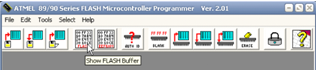 ATMEL 89/90 Series FLASH Microcontroller Programmer Ver. 2.01
File Edit Tools Select Help
FLASH
AUTO
FLASH
ERASE
Show FLASH Buffer